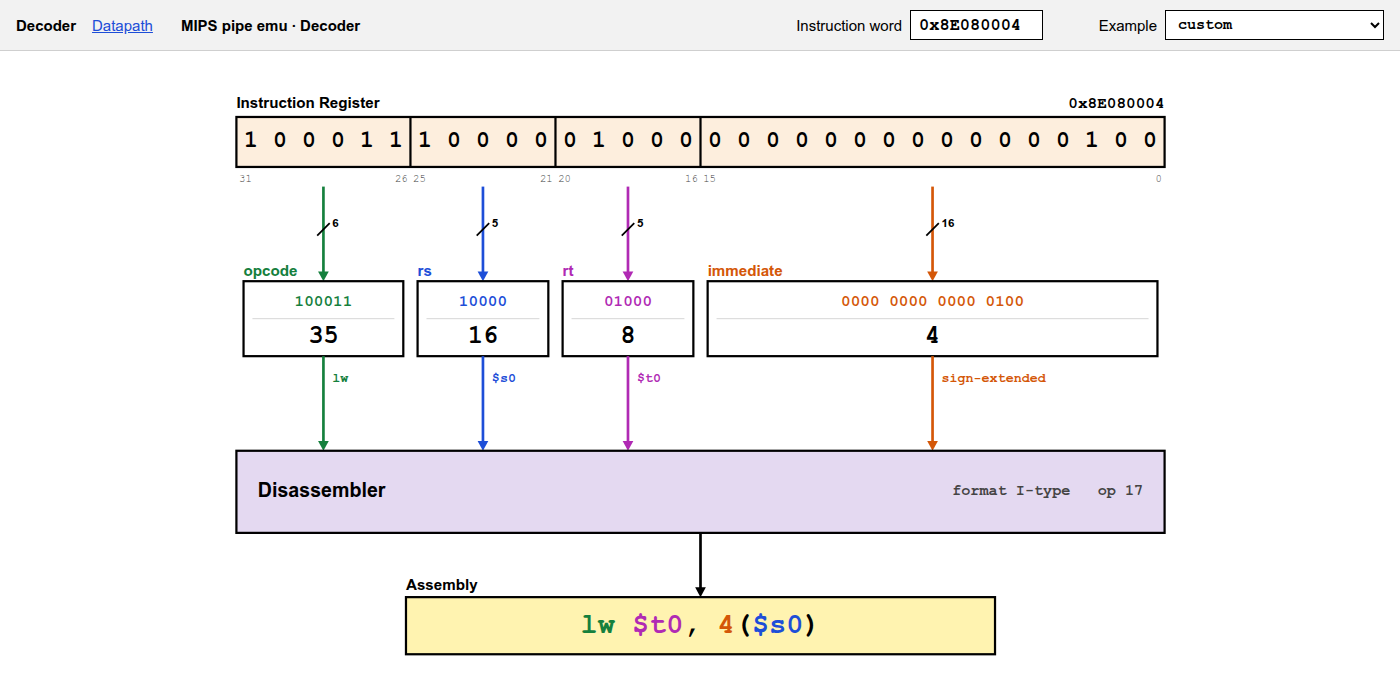 Decoder Datapath MIPS pipe emu · Decoder Instruction word 0x8E080004 Example custom
Instruction Register 0x8E080004
1 0 0 0 1 1 1 0 0 0 0 0 1 0 0 0 0 0 0 0 0 0 0 0 0 0 0 0 0 1 0 0
31 26 25 21 20 16 15 0
6 5 5 16
opcode rs rt immediate
100011 10000 01000 0000 0000 0000 0100
35 16 8 4
lw $s0 $t0 sign-extended
Disassembler format I-type op 17
Assembly
lw $t0, 4($s0)